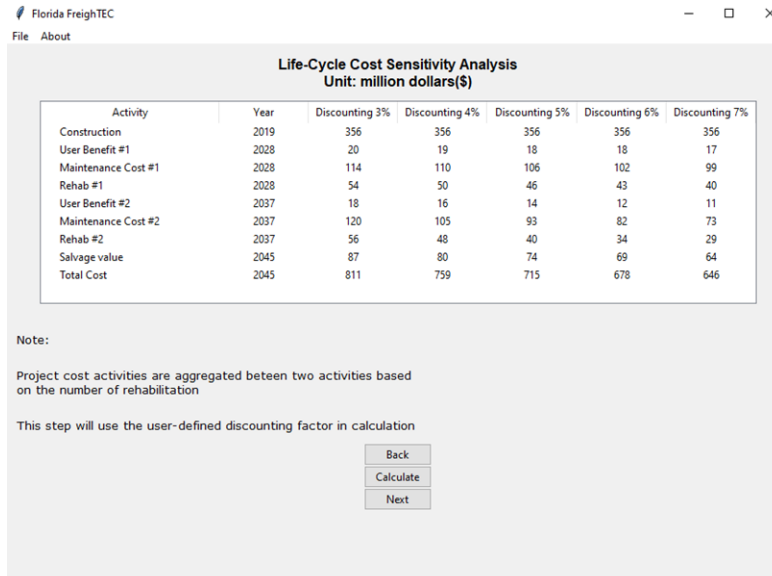 Florida FreighTEC
File About
Life-Cycle Cost Sensitivity Analysis
Unit: million dollars($)
Activity Year Discounting 3% Discounting 4% Discounting 5% Discounting 6% Discounting 7%
Construction 2019 356 356 356 356 356
User Benefit #1 2028 20 19 18 18 17
Maintenance Cost #1 2028 114 110 106 102 99
Rehab #1 2028 54 50 46 43 40
User Benefit #2 2037 18 16 14 12 11
Maintenance Cost #2 2037 120 105 93 82 73
Rehab #2 2037 56 48 40 34 29
Salvage value 2045 87 80 74 69 64
Total Cost 2045 811 759 715 678 646
Note:
Project cost activities are aggregated beteen two activities based
on the number of rehabilitation
This step will use the user-defined discounting factor in calculation
Back
Calculate
Next